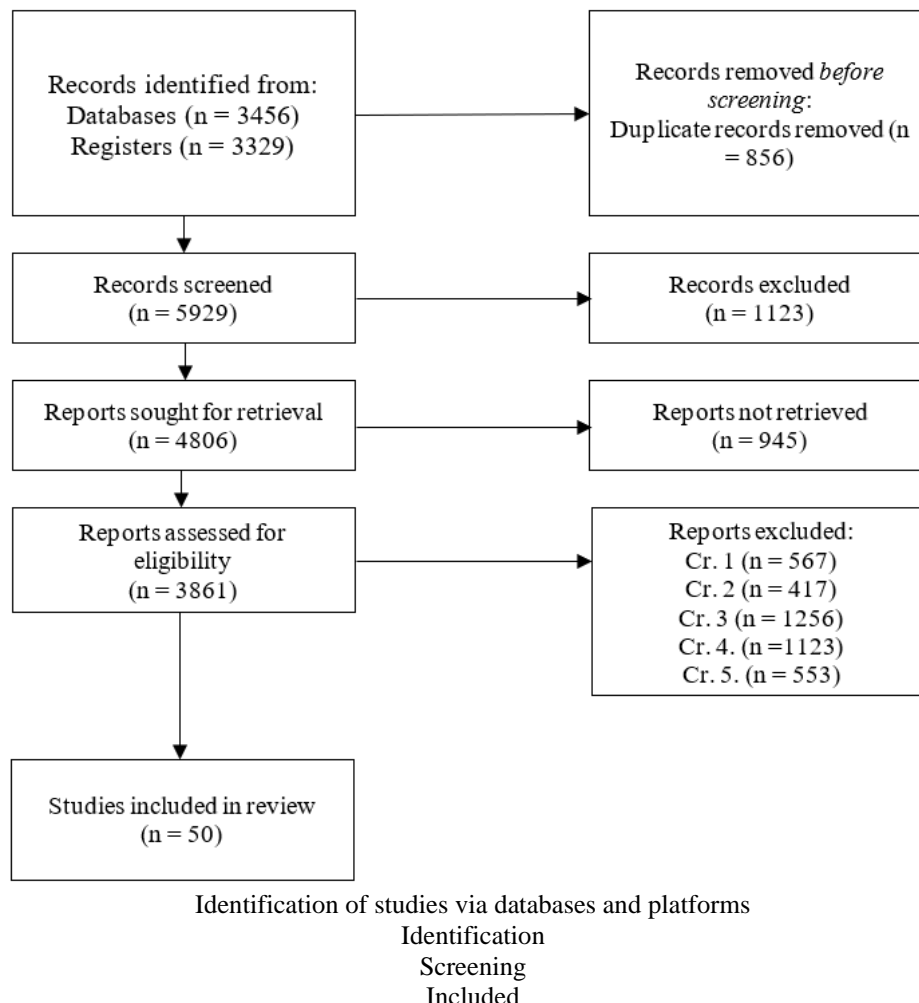 Records identified from:
Databases (n = 3456)
Registers (n = 3329)
Records removed before
screening:
Duplicate records removed (n
= 856)
Records screened
(n = 5929)
Records excluded
(n = 1123)
Reports sought for retrieval
(n = 4806)
Reports not retrieved
(n = 945)
Reports assessed for
eligibility
(n = 3861)
Reports excluded:
Cr. 1 (n = 567)
Cr. 2 (n = 417)
Cr. 3 (n = 1256)
Cr. 4. (n =1123)
Cr. 5. (n = 553)
Studies included in review
(n = 50)
Identification of studies via databases and platforms
Identification
Screening
Included